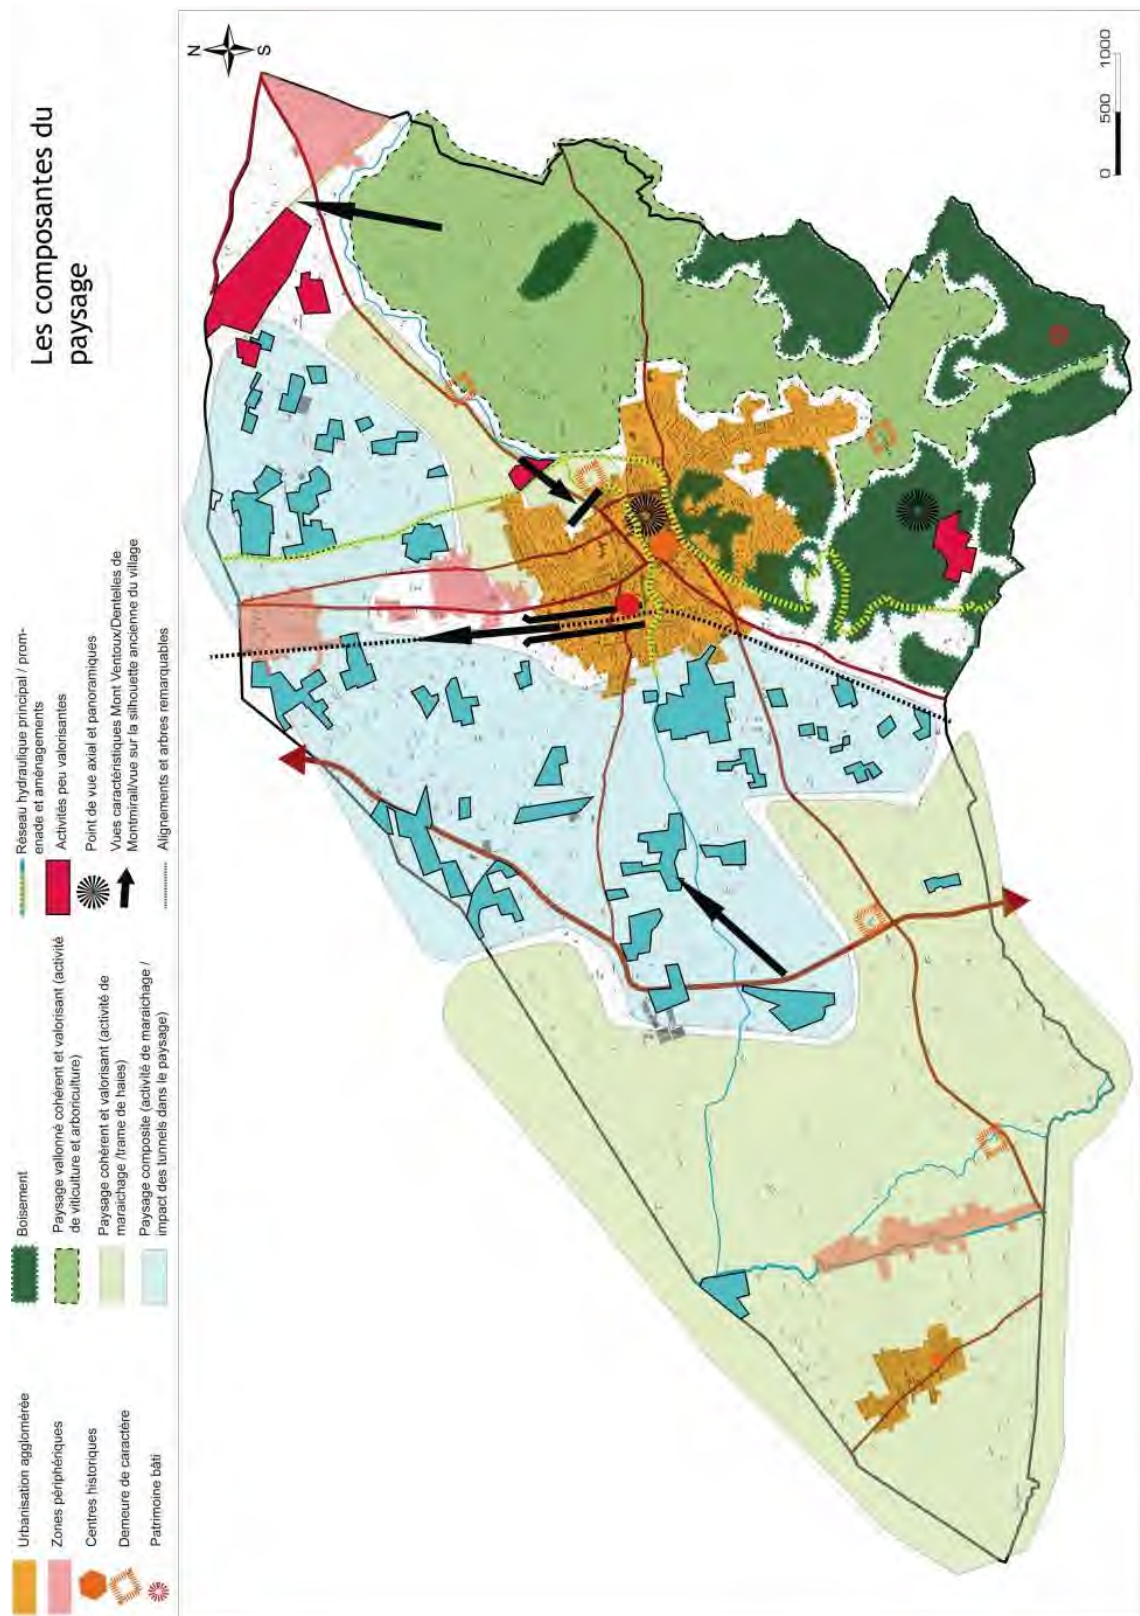 Les composantes du
paysage
N
S
0
500
1000
Urbanisation agglomérée
Zones périphériques
Centres historiques
Demeure de caractère
Patrimoine bâti
Boisement
Paysage vallonné cohérent et valorisant (activité
de viticulture et arboriculture)
Paysage cohérent et valorisant (activité de
maraichage /trame de haies)
Paysage composite (activité de maraichage /
impact des tunnels dans le paysage)
Réseau hydraulique principal / prom-
enade et aménagements
Activités peu valorisantes
Point de vue axial et panoramiques
Vues caractéristiques Mont Ventoux/Dentelles de
Montmirail/vue sur la silhouette ancienne du village
Alignements et arbres remarquables